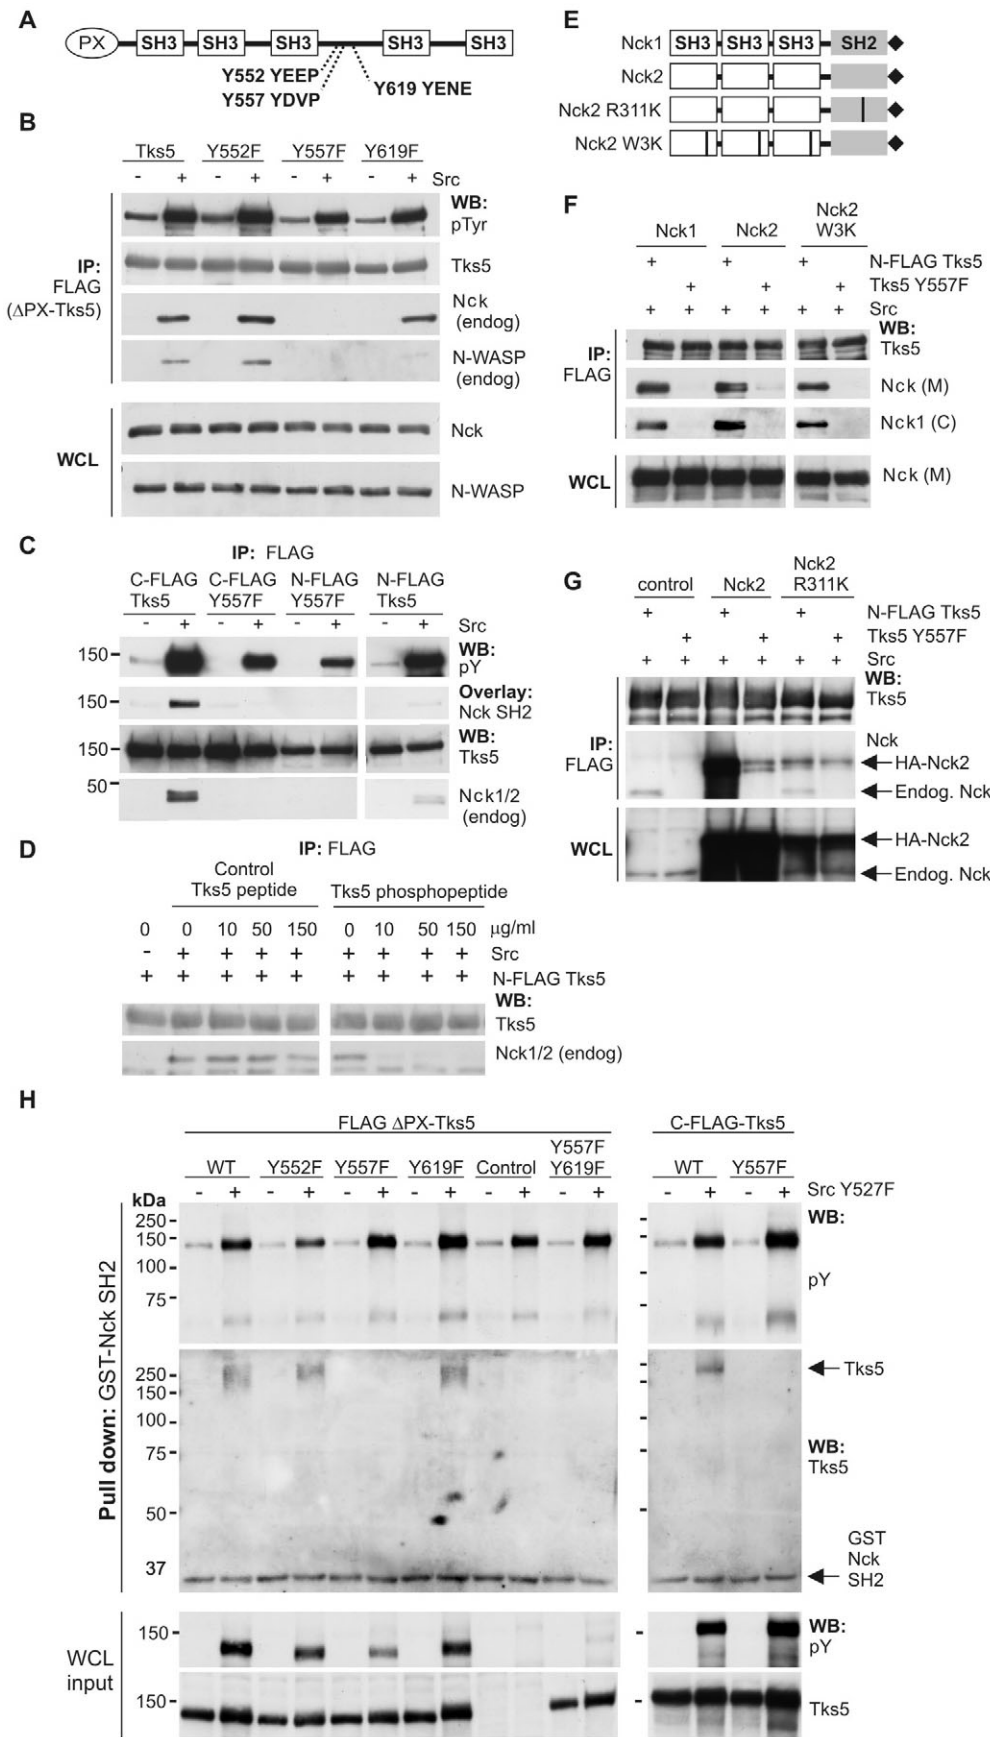 A
PX SH3 SH3 SH3 SH3 SH3
Y552 YEEP
Y557 YDVP
Y619 YENE
B
Tks5 Y552F Y557F Y619F
- + - + - + - + Src
WB:
pTyr
IP:
FLAG
(ΔPX-Tks5)
Tks5
Nck
(endog)
N-WASP
(endog)
WCL
Nck
N-WASP
C
IP: FLAG
C-FLAG C-FLAG N-FLAG N-FLAG
Tks5 Y557F Y557F Tks5
- + - + - + - + Src
WB:
150 pY
Overlay:
150 Nck SH2
WB:
150 Tks5
50
Nck1/2
(endog)
D
IP: FLAG
Control
Tks5 peptide Tks5 phosphopeptide
0 0 10 50 150 0 10 50 150 µg/ml
- + + + + + + + + Src
+ + + + + + + + + N-FLAG Tks5
WB:
Tks5
Nck1/2 (endog)
E
Nck1 SH3 SH3 SH3 SH2
Nck2
Nck2 R311K
Nck2 W3K
F
Nck1 Nck2 Nck2
W3K
+ + + N-FLAG Tks5
+ + + Tks5 Y557F
+ + + + + + Src
WB:
Tks5
IP:
FLAG
Nck (M)
Nck1 (C)
WCL Nck (M)
G
control Nck2 Nck2
R311K
+ + + N-FLAG Tks5
+ + + Tks5 Y557F
+ + + + + + Src
WB:
Tks5
IP:
FLAG
Nck
HA-Nck2
Endog. Nck
WCL
HA-Nck2
Endog. Nck
H
FLAG ΔPX-Tks5 C-FLAG-Tks5
WT Y552F Y557F Y619F Control Y557F
Y619F
WT Y557F
- + - + - + - + - + - + - + - + Src Y527F
kDa
WB:
250
150
100
75
pY
Pull down: GST-Nck SH2
250
150
100
75
50
37
Tks5
WB:
Tks5
GST
Nck
SH2
WCL
input
150
WB:
pY
150
Tks5